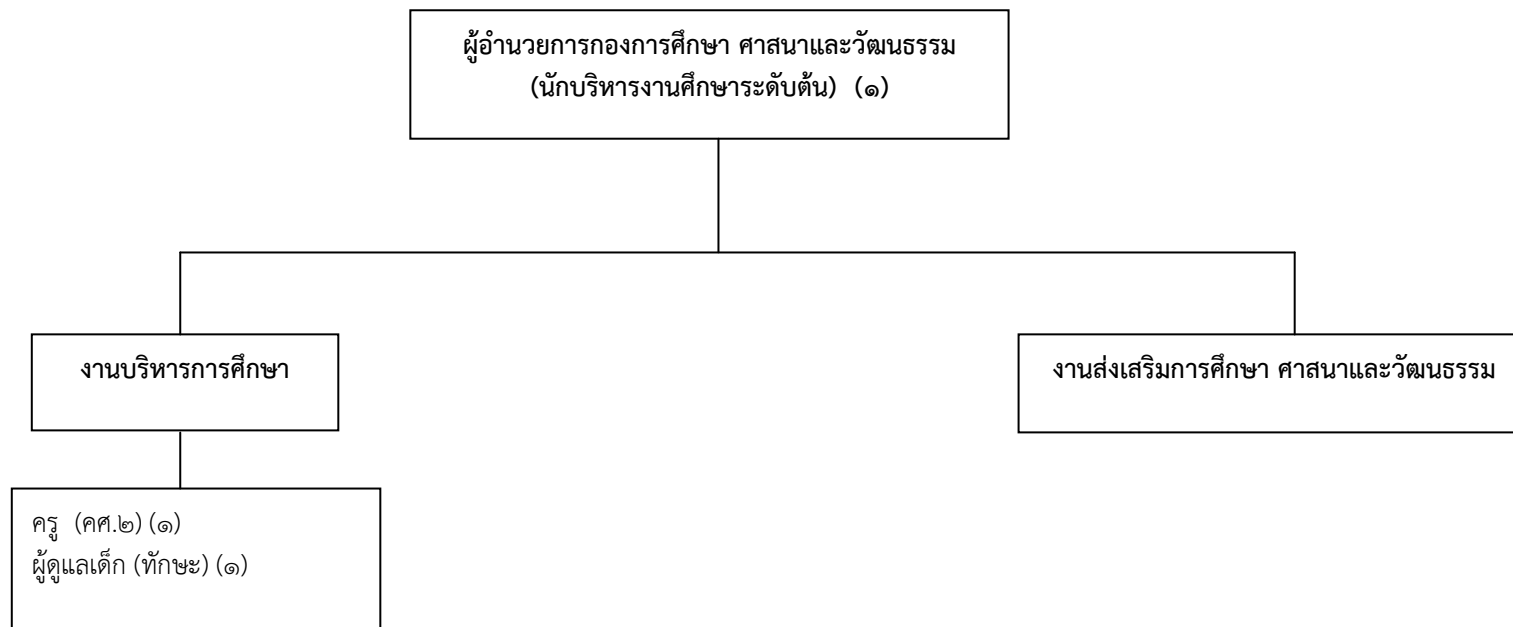 ผู้อำนวยการกองการศึกษา ศาสนาและวัฒนธรรม
(นักบริหารงานศึกษาระดับต้น) (๑)
งานบริหารการศึกษา
งานส่งเสริมการศึกษา ศาสนาและวัฒนธรรม
ครู (คศ.๒) (๑)
ผู้ดูแลเด็ก (ทักษะ) (๑)